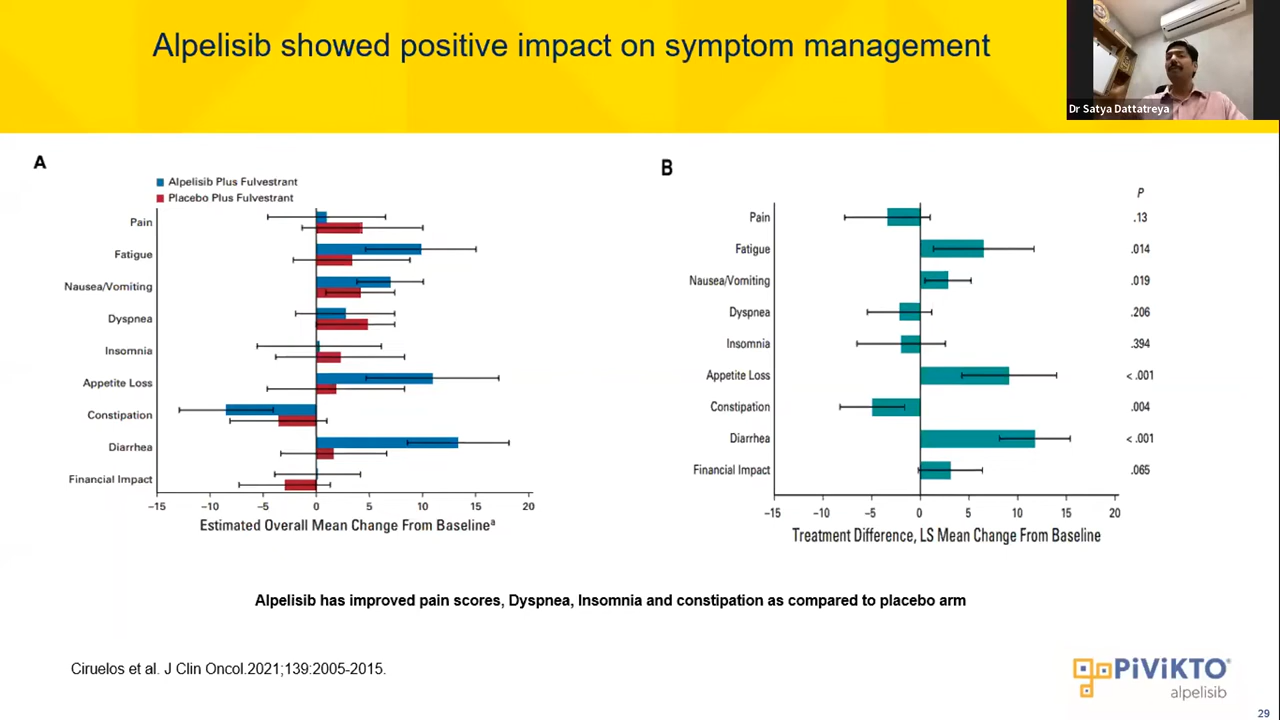 Alpelisib showed positive impact on symptom management
Dr Satya Dattatreya
A
Alpelisib Plus Fulvestrant
Placebo Plus Fulvestrant
Pain
Fatigue
Nausea/Vomiting
Dyspnea
Insomnia
Appetite Loss
Constipation
Diarrhea
Financial Impact
−15 −10 −5 0 5 10 15 20
Estimated Overall Mean Change From Baselineª
B
P
Pain .13
Fatigue .014
Nausea/Vomiting .019
Dyspnea .206
Insomnia .394
Appetite Loss < .001
Constipation .004
Diarrhea < .001
Financial Impact .065
−15 −10 −5 0 5 10 15 20
Treatment Difference, LS Mean Change From Baseline
Alpelisib has improved pain scores, Dyspnea, Insomnia and constipation as compared to placebo arm
Ciruelos et al. J Clin Oncol.2021;139:2005-2015.
PiViKTO®
alpelisib
29